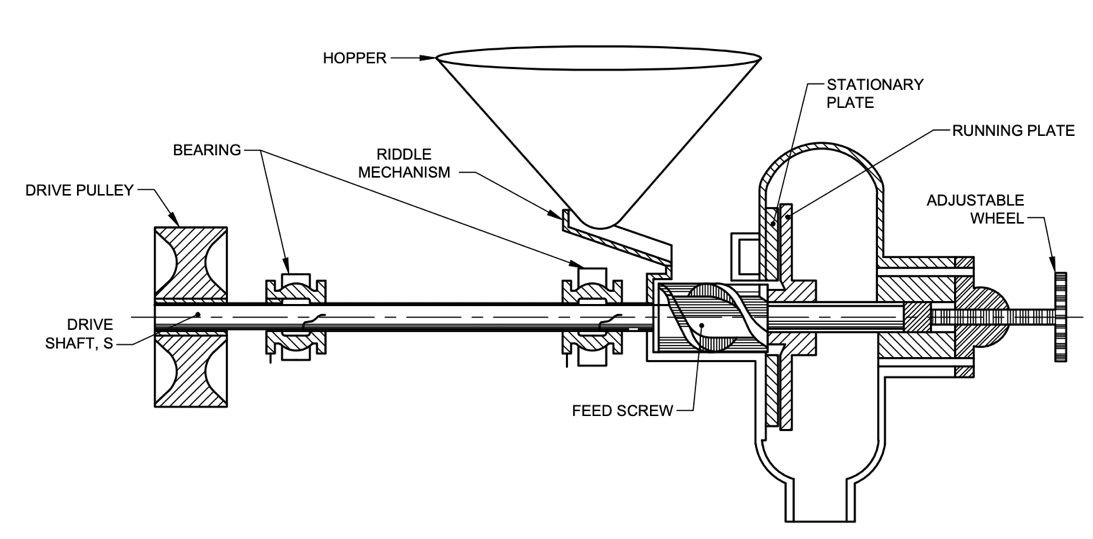 HOPPER
STATIONARY
PLATE
RUNNING PLATE
BEARING
RIDDLE
MECHANISM
DRIVE PULLEY
ADJUSTABLE
WHEEL
DRIVE
SHAFT, S
FEED SCREW